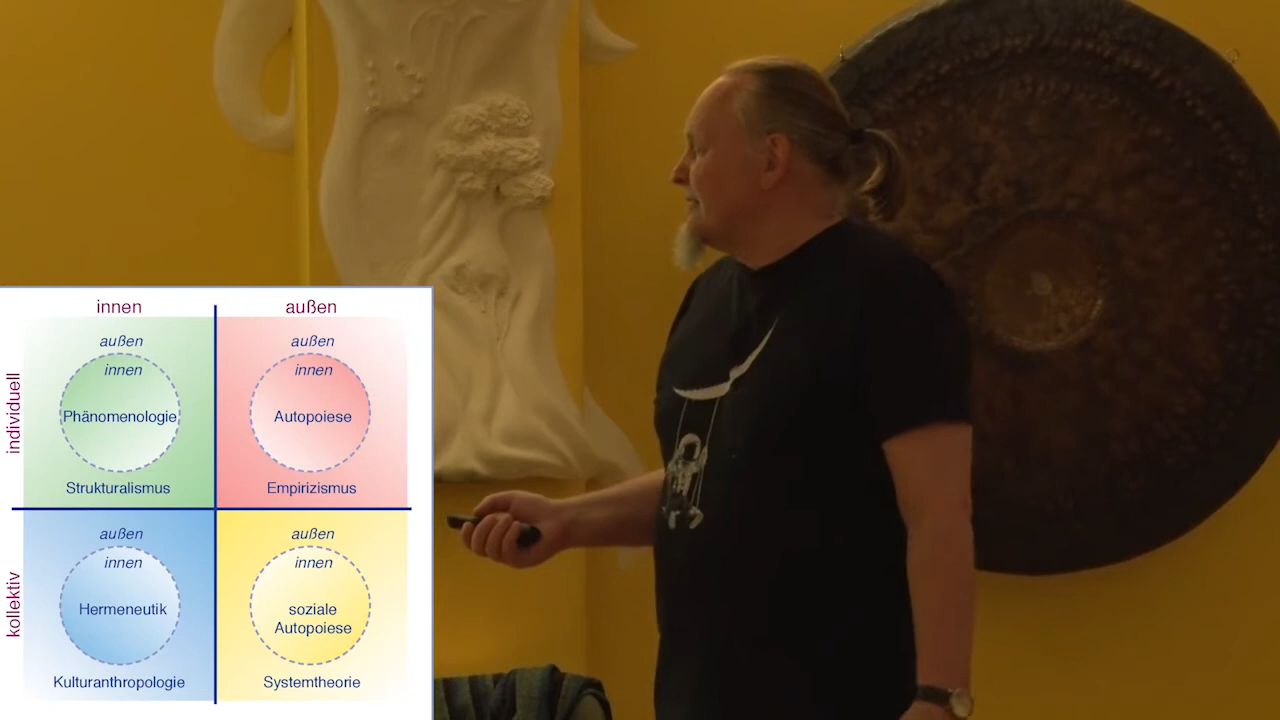 innen
außen
individuell
außen
innen
Phänomenologie
Strukturalismus
außen
innen
Autopoiese
Empirizismus
kollektiv
außen
innen
Hermeneutik
Kulturanthropologie
außen
innen
soziale
Autopoiese
Systemtheorie